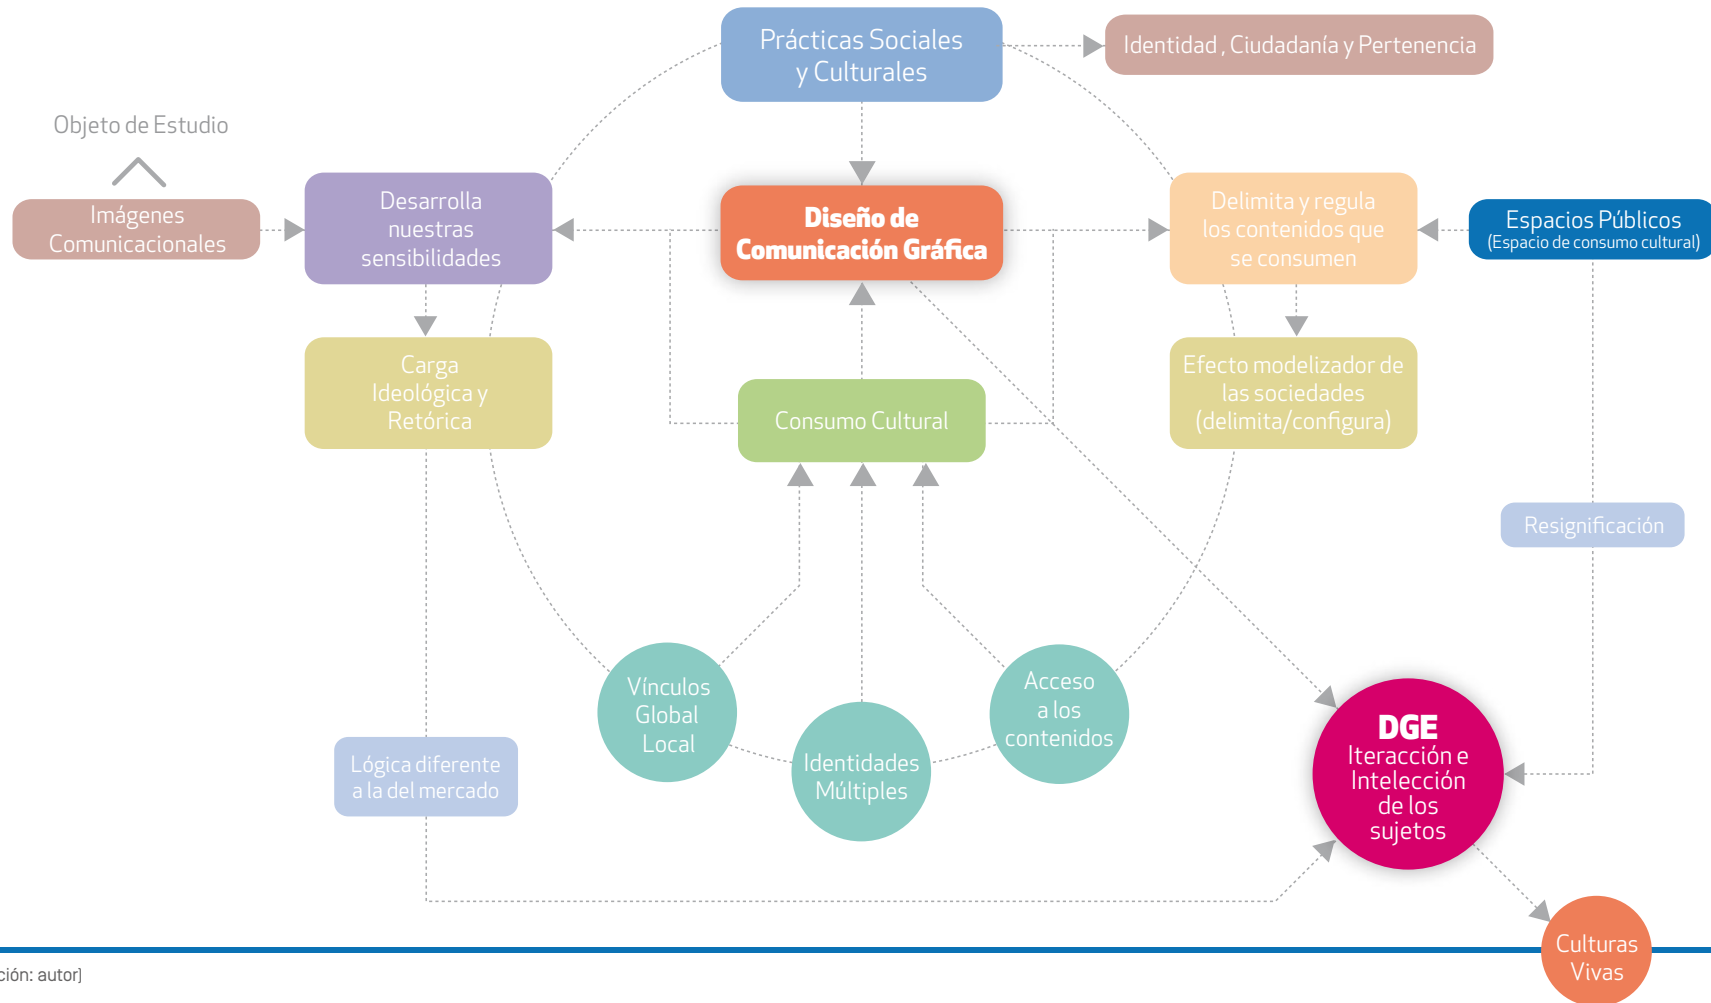 Prácticas Sociales
y Culturales
Identidad , Ciudadanía y Pertenencia
Objeto de Estudio
Imágenes
Comunicacionales
Desarrolla
nuestras
sensibilidades
Diseño de
Comunicación Gráfica
Delimita y regula
los contenidos que
se consumen
Espacios Públicos
(Espacio de consumo cultural)
Carga
Ideológica y
Retórica
Consumo Cultural
Efecto modelizador de
las sociedades
(delimita/configura)
Resignificación
Vínculos
Global
Local
Identidades
Múltiples
Acceso
a los
contenidos
Lógica diferente
a la del mercado
DGE
Iteracción e
Intelección
de los
sujetos
Culturas
Vivas
ción: autor]